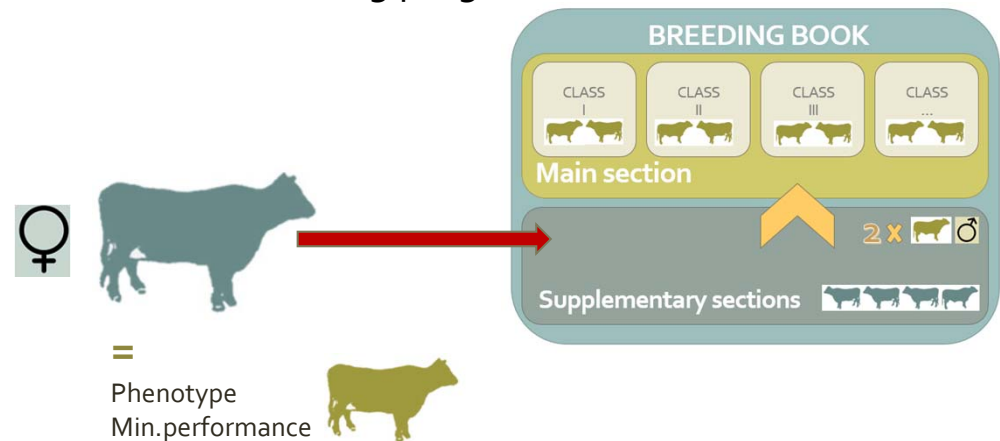 BREEDING BOOK
CLASS
I
CLASS
II
CLASS
III
CLASS
...
Main section
2 x ♂
Supplementary sections
♀
=
Phenotype
Min.performance